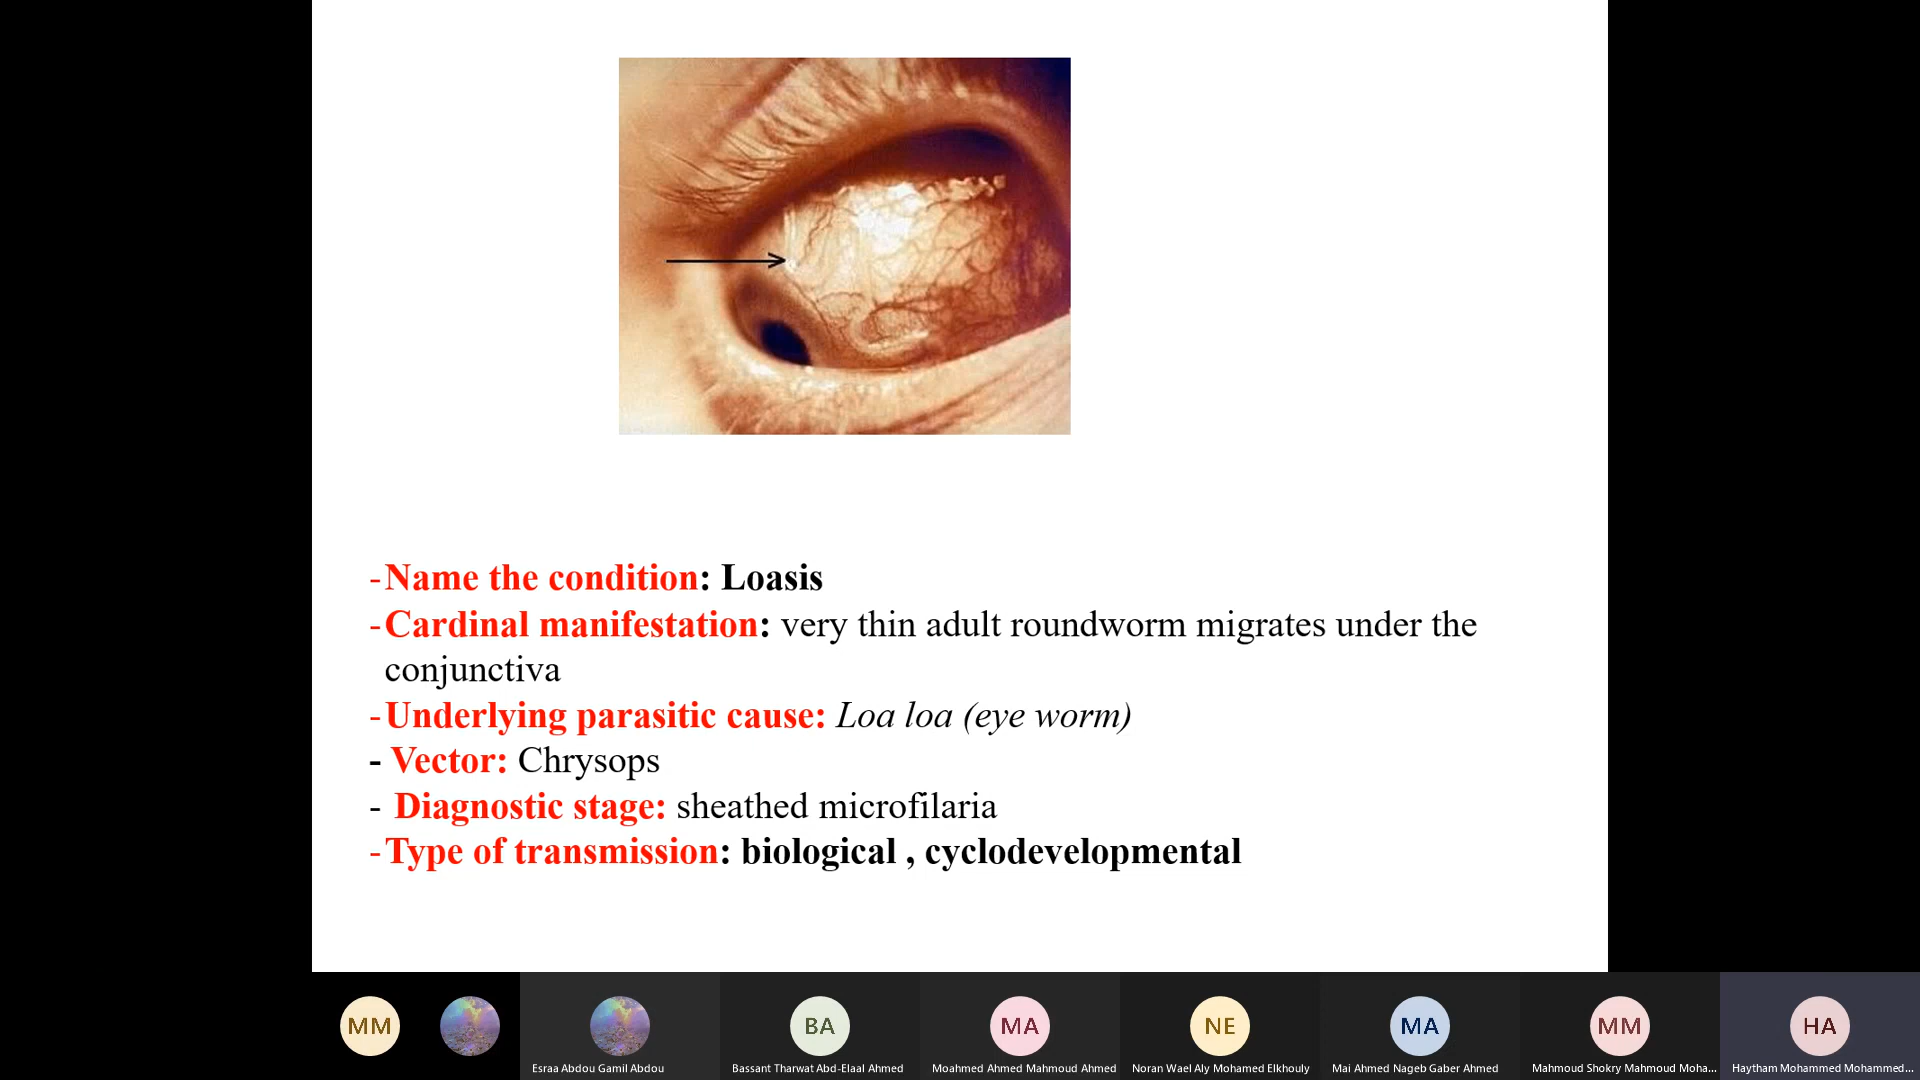 -Name the condition: Loasis
-Cardinal manifestation: very thin adult roundworm migrates under the
conjunctiva
-Underlying parasitic cause: Loa loa (eye worm)
- Vector: Chrysops
- Diagnostic stage: sheathed microfilaria
-Type of transmission: biological , cyclodevelopmental
MM
BA
MA
NE
MA
MM
HA
Esraa Abdou Gamil Abdou
Bassant Tharwat Abd-Elaal Ahmed
Moahmed Ahmed Mahmoud Ahmed
Noran Wael Aly Mohamed Elkhouly
Mai Ahmed Nageb Gaber Ahmed
Mahmoud Shokry Mahmoud Moha...
Haytham Mohammed Mohammed...